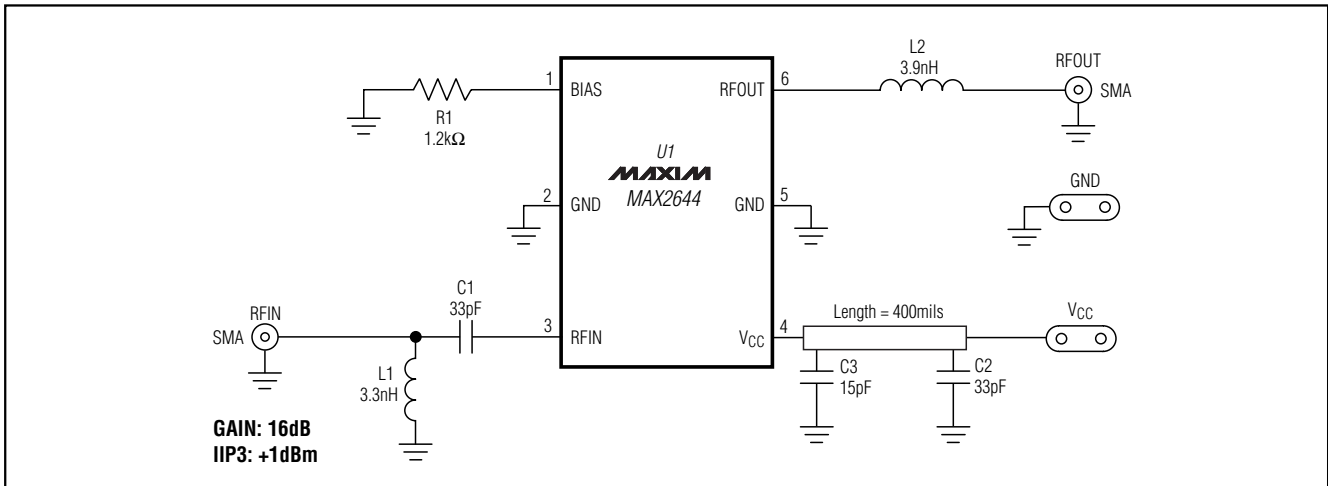 L2
3.9nH
RFOUT
SMA
1
BIAS
RFOUT
6
R1
1.2kΩ
U1
MAXIM
MAX2644
2
GND
GND
5
GND
C1
33pF
RFIN
SMA
3
RFIN
VCC
4
Length = 400mils
VCC
L1
3.3nH
C3
15pF
C2
33pF
GAIN: 16dB
IIP3: +1dBm